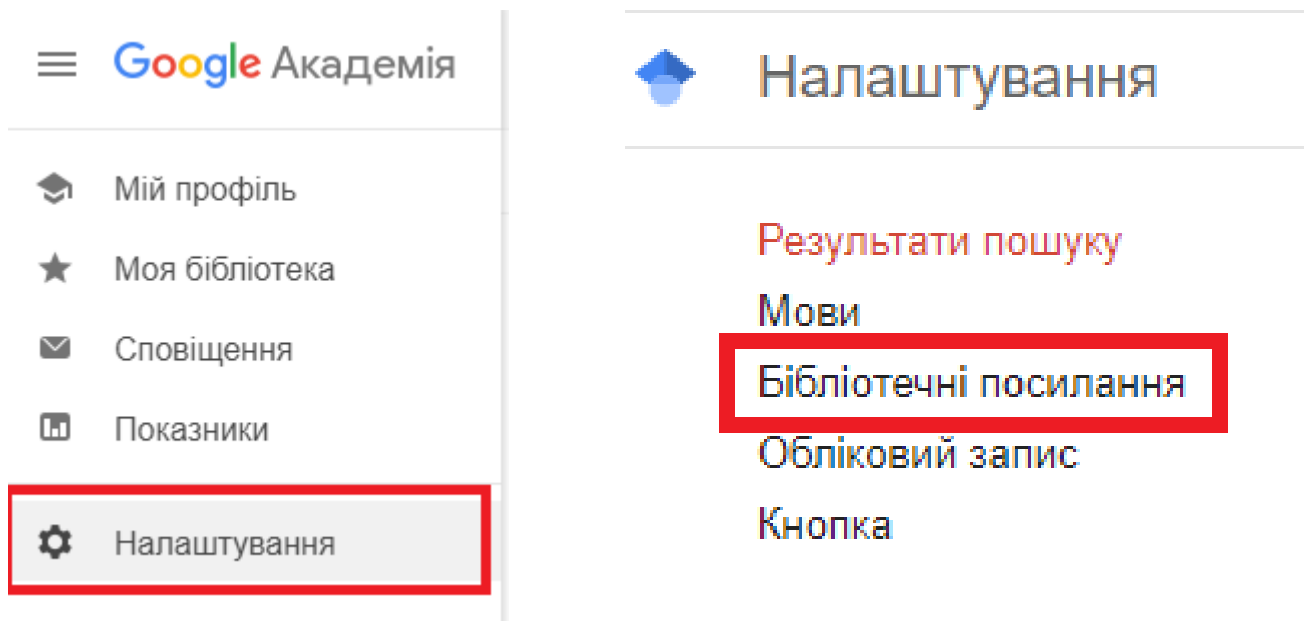 Google Академія
Мій профіль
Моя бібліотека
Сповіщення
Показники
Налаштування
Налаштування
Результати пошуку
Мови
Бібліотечні посилання
Обліковий запис
Кнопка